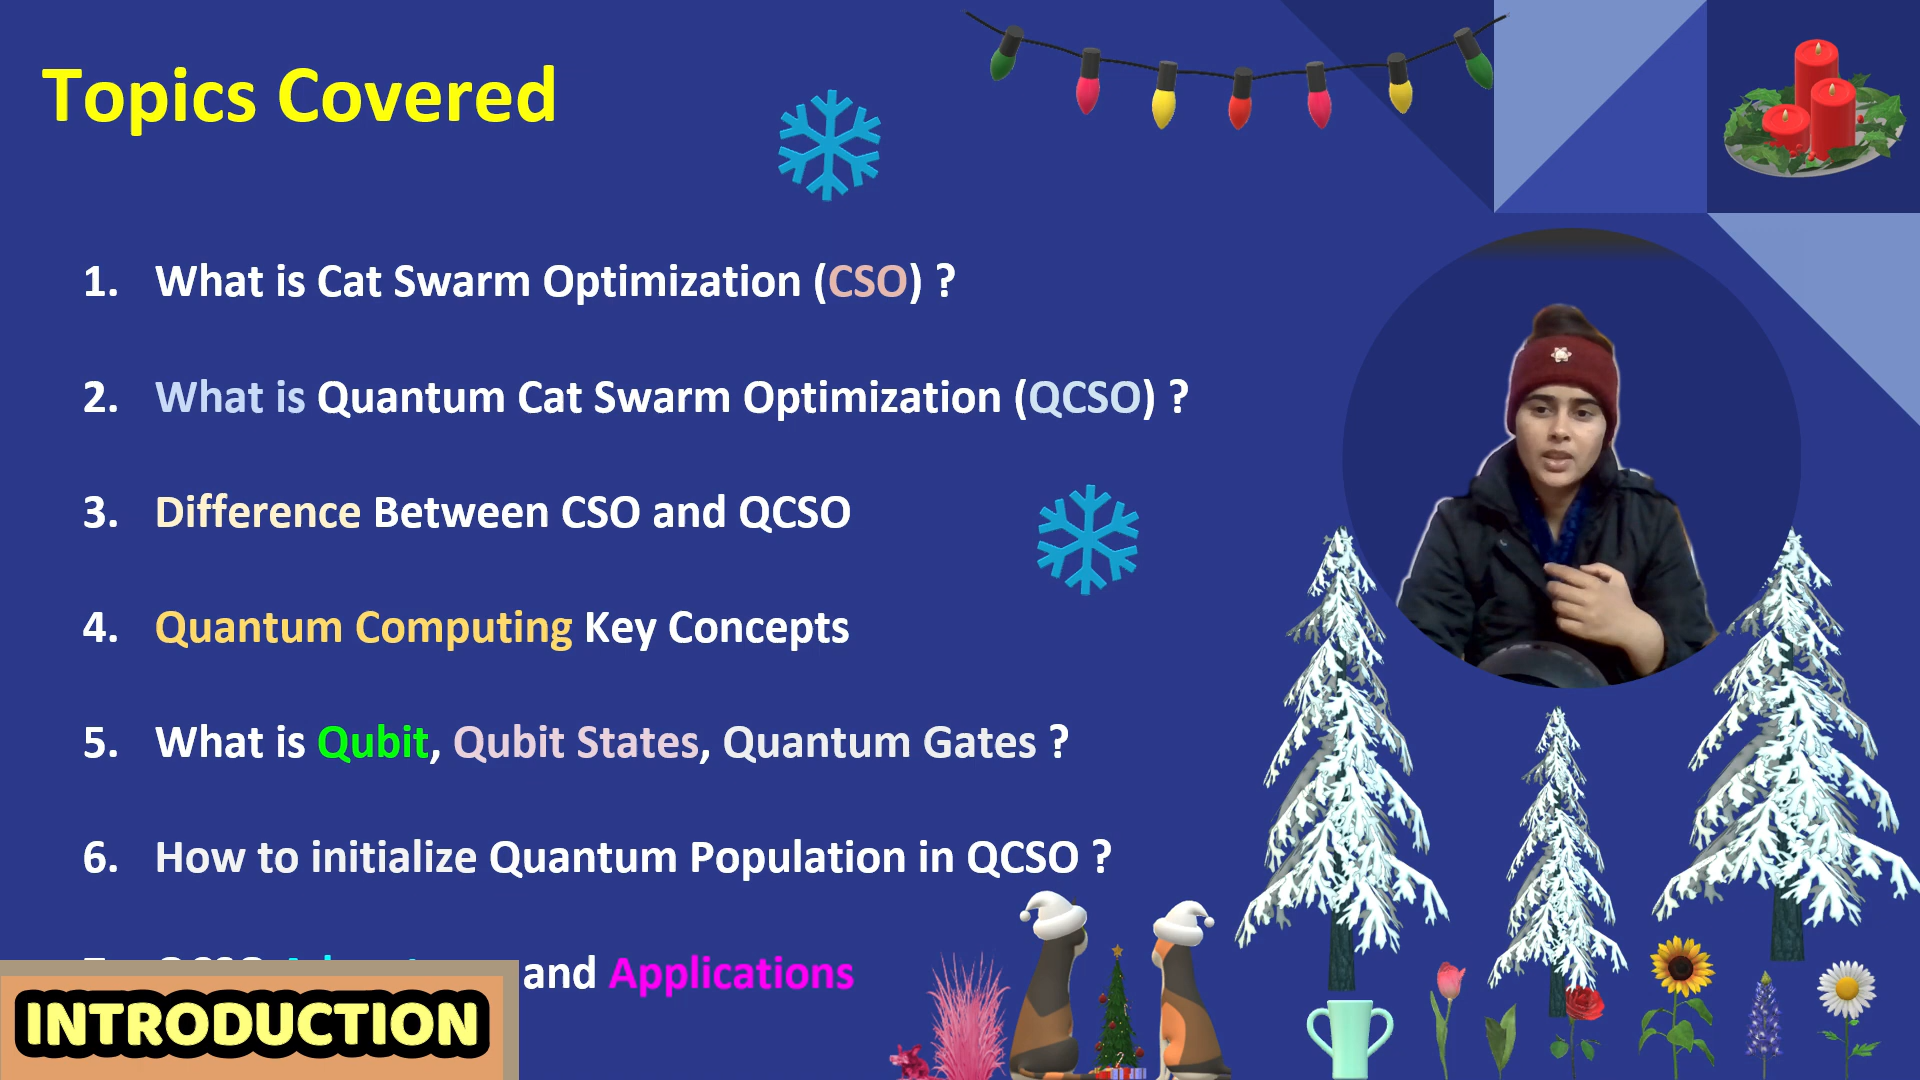 Topics Covered
1. What is Cat Swarm Optimization (CSO) ?
2. What is Quantum Cat Swarm Optimization (QCSO) ?
3. Difference Between CSO and QCSO
4. Quantum Computing Key Concepts
5. What is Qubit, Qubit States, Quantum Gates ?
6. How to initialize Quantum Population in QCSO ?
and Applications
INTRODUCTION